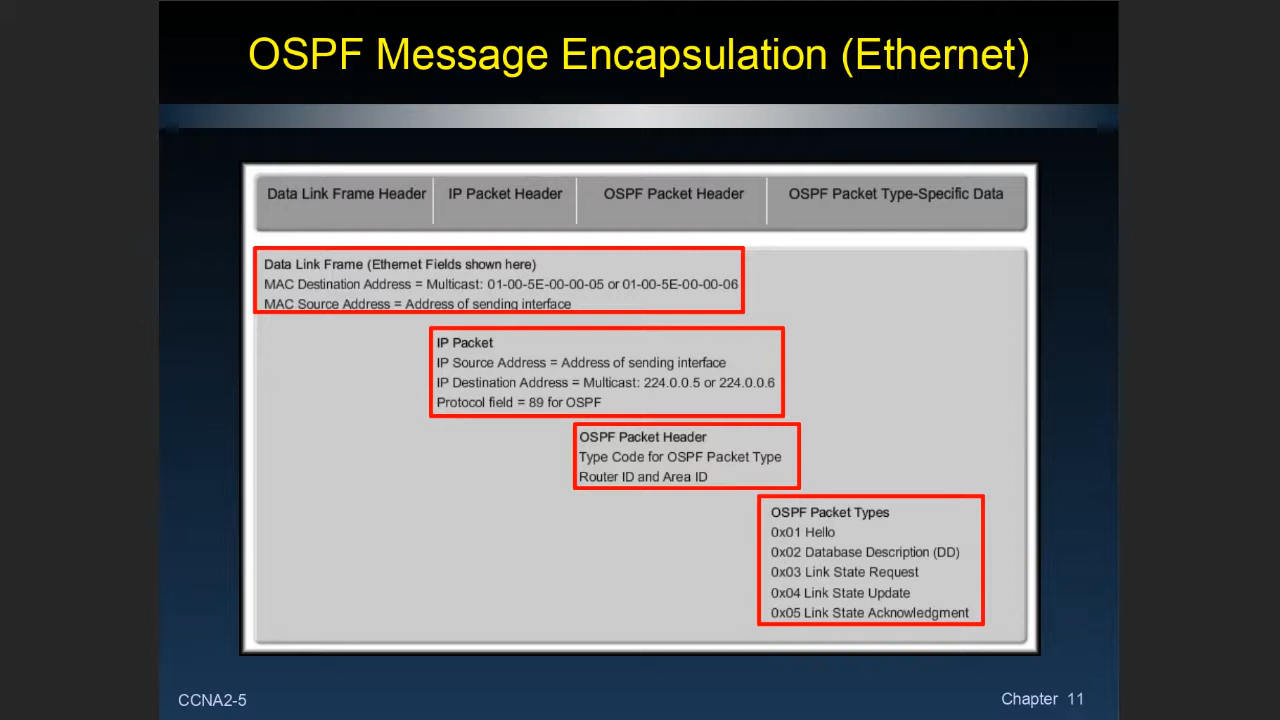 OSPF Message Encapsulation (Ethernet)
Data Link Frame Header
IP Packet Header
OSPF Packet Header
OSPF Packet Type-Specific Data
Data Link Frame (Ethernet Fields shown here)
MAC Destination Address = Multicast: 01-00-5E-00-00-05 or 01-00-5E-00-00-06
MAC Source Address = Address of sending interface
IP Packet
IP Source Address = Address of sending interface
IP Destination Address = Multicast: 224.0.0.5 or 224.0.0.6
Protocol field = 89 for OSPF
OSPF Packet Header
Type Code for OSPF Packet Type
Router ID and Area ID
OSPF Packet Types
0x01 Hello
0x02 Database Description (DD)
0x03 Link State Request
0x04 Link State Update
0x05 Link State Acknowledgment
CCNA2-5
Chapter 11